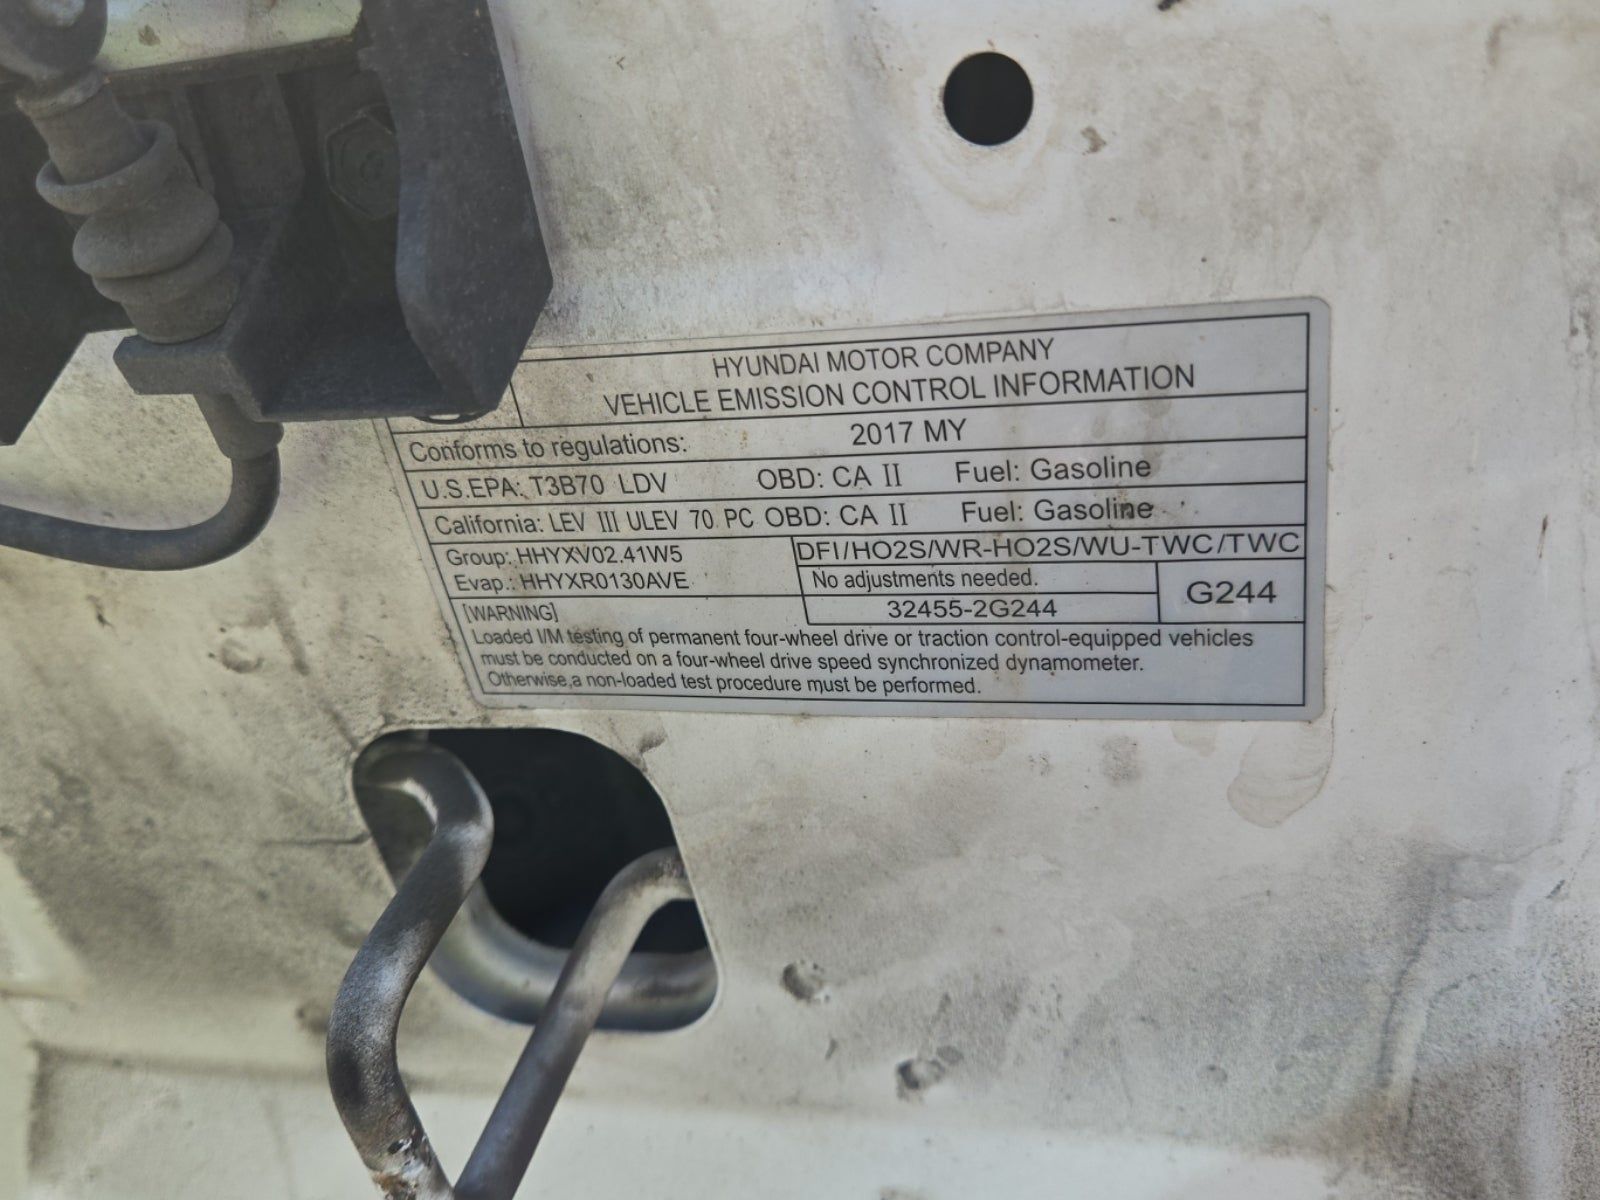 HYUNDAI MOTOR COMPANY
VEHICLE EMISSION CONTROL INFORMATION
Conforms to regulations: 2017 MY
U.S.EPA: T3B70 LDV OBD: CA II Fuel: Gasoline
California: LEV III ULEV 70 PC OBD: CA II Fuel: Gasoline
Group: HHYXV02.41W5
Evap.: HHYXR0130AVE
DFI/HO2S/WR-HO2S/WU-TWC/TWC
No adjustments needed.
32455-2G244
G244
[WARNING]
Loaded I/M testing of permanent four-wheel drive or traction control-equipped vehicles
must be conducted on a four-wheel drive speed synchronized dynamometer.
Otherwise,a non-loaded test procedure must be performed.